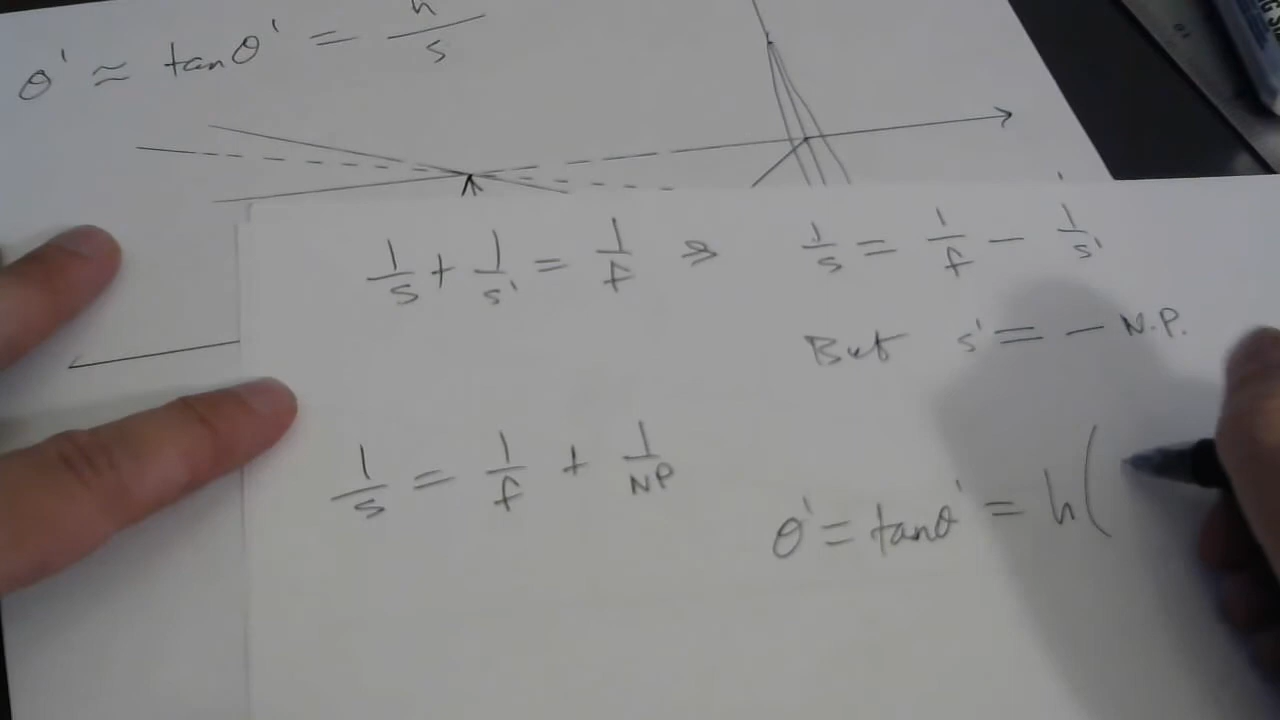 θ' ≈ tanθ' = h/s
1/s + 1/s' = 1/f ⇒ 1/s = 1/f - 1/s'
But s' = - N.P.
1/s = 1/f + 1/NP
θ' = tanθ' = h(